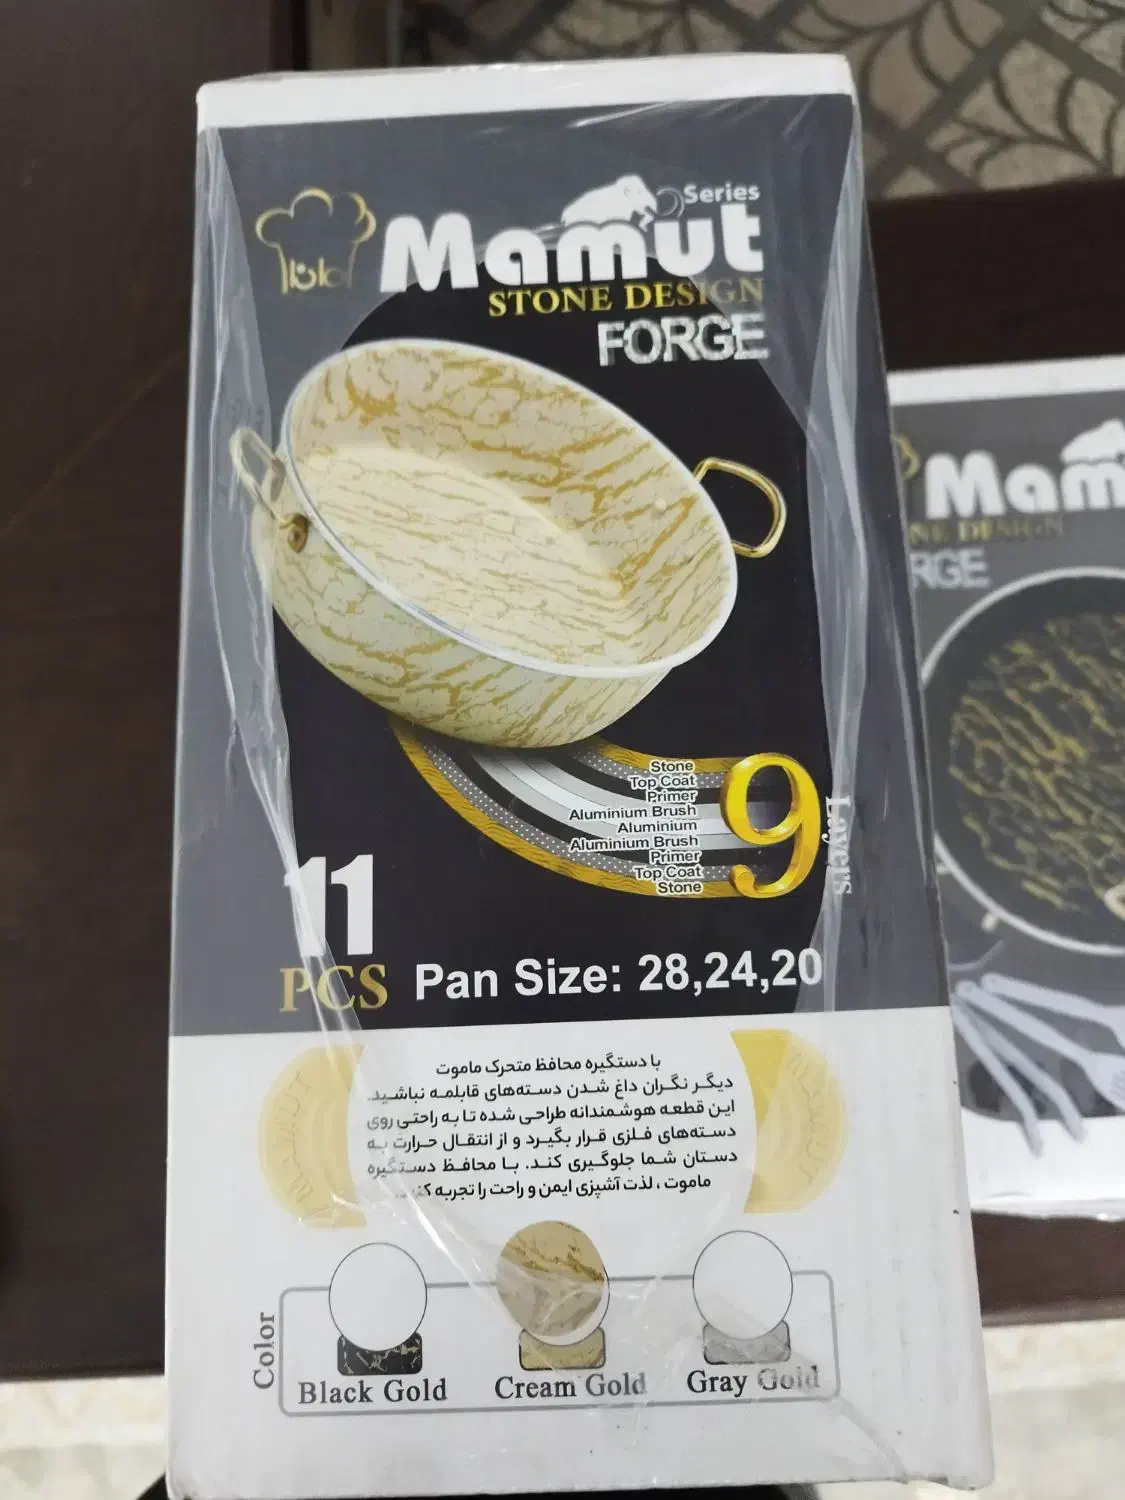 Series
Mamut
STONE DESIGN
FORGE
Stone
Top Coat
Primer
Aluminium Brush
Aluminium
Aluminium Brush
Primer
Top Coat
Stone
9
Layers
11
PCS
Pan Size: 28,24,20
با دستگیره محافظ متحرک ماموت
دیگر نگران داغ شدن دسته‌های قابلمه نباشید.
این قطعه هوشمندانه طراحی شده تا به راحتی روی
دسته‌های فلزی قرار بگیرد و از انتقال حرارت به
دستان شما جلوگیری کند. با محافظ دستگیره
ماموت ، لذت آشپزی ایمن و راحت را تجربه
Color
Black Gold
Cream Gold
Gray Gold
Mam
NE DESIGN
RGE